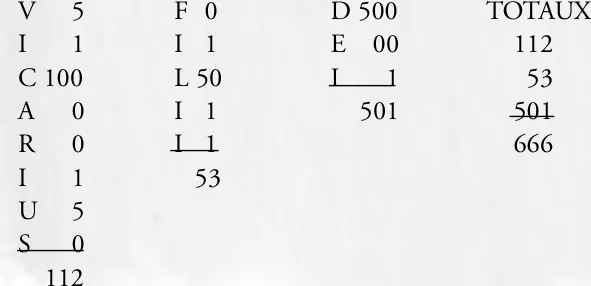 V 5 F 0 D 500 TOTAUX
I 1 I 1 E 00 112
C 100 L 50 I 1 53
A 0 I 1 501 501
R 0 I 1 666
I 1 53
U 5
S 0
112